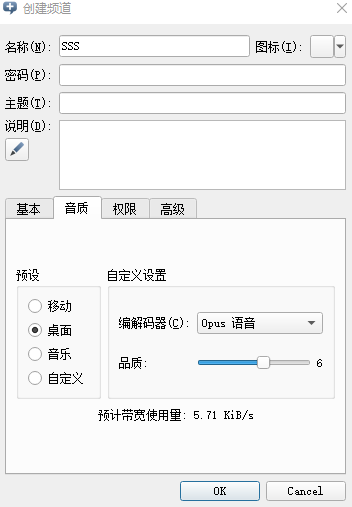 创建频道
名称(N): SSS 图标(I):
密码(P):
主题(T):
说明(D):
基本 音质 权限 高级
预设 自定义设置
移动
桌面 编解码器(C): Opus 语音
音乐 品质: 6
自定义
预计带宽使用量: 5.71 KiB/s
OK Cancel